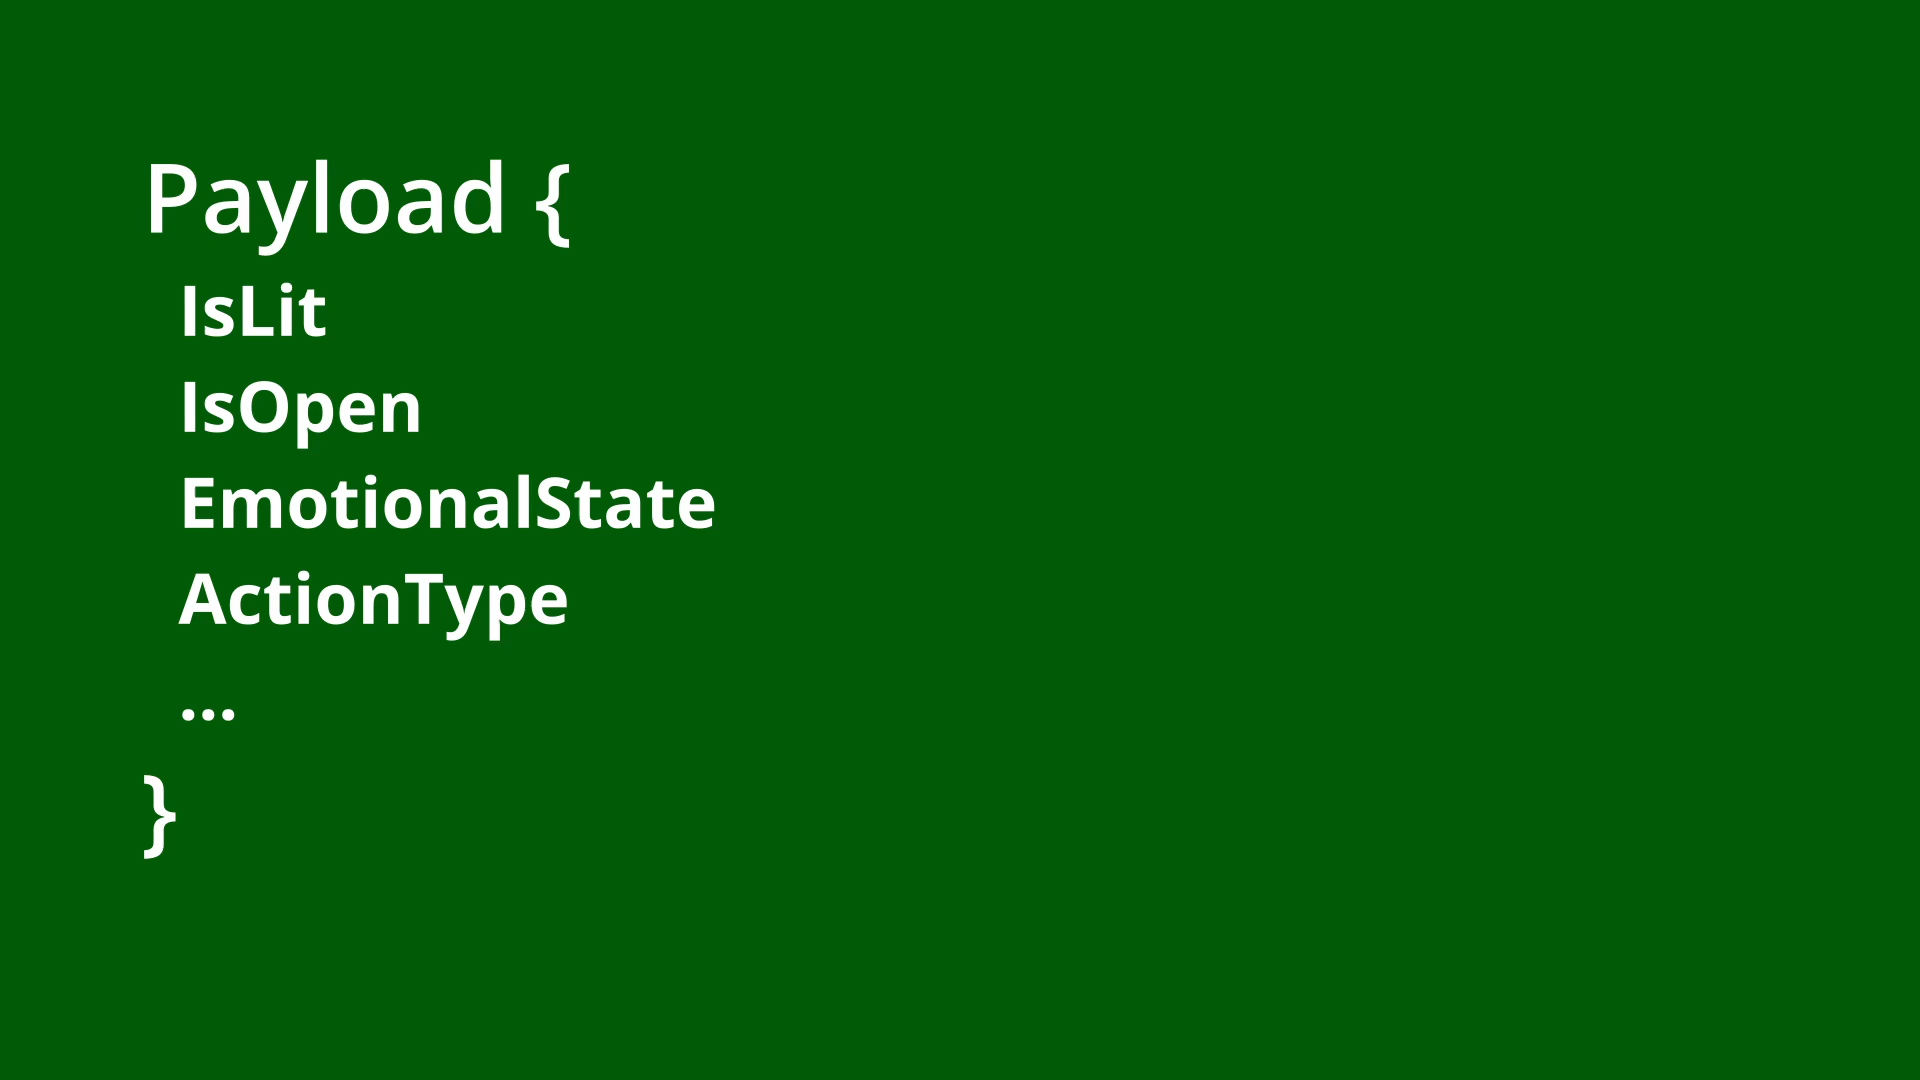 Payload {
IsLit
IsOpen
EmotionalState
ActionType
...
}